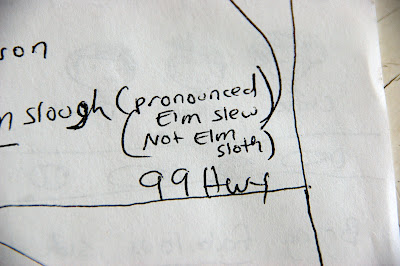 son
m slough (pronounced
Elm slew)
(Not Elm
sloth)
99 Hwy